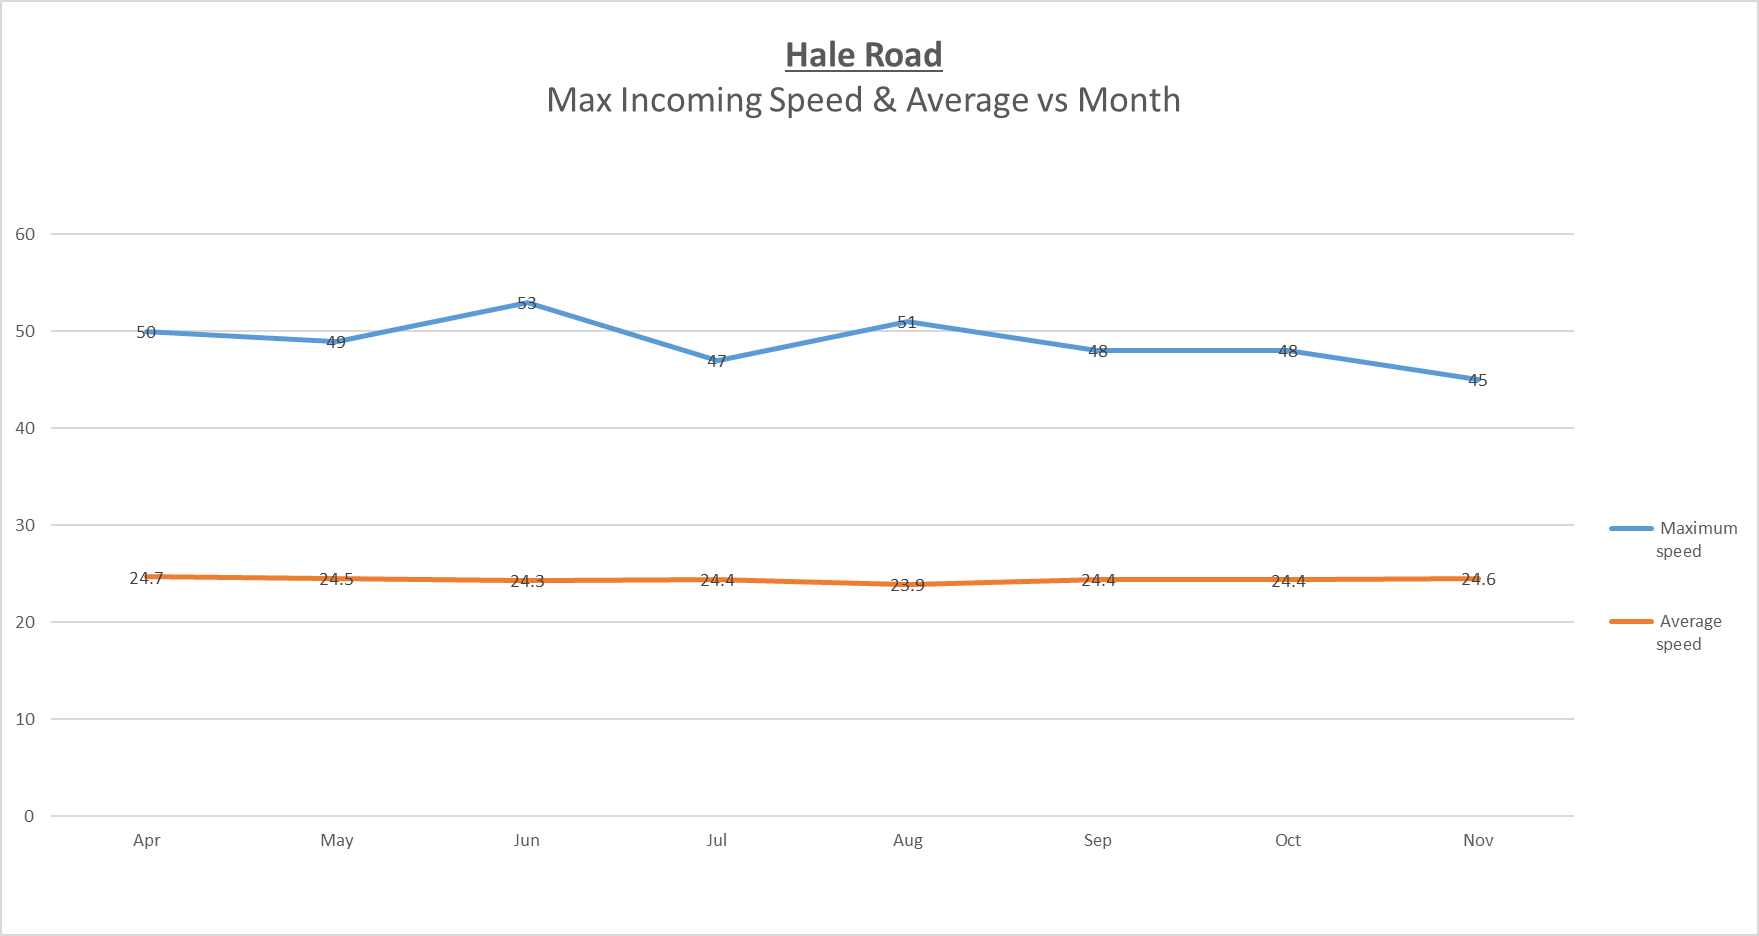 Hale Road
Max Incoming Speed & Average vs Month
60
50
40
30
20
10
0
50
49
53
47
51
48
48
45
24.7
24.5
24.3
24.4
23.9
24.4
24.4
24.6
Apr
May
Jun
Jul
Aug
Sep
Oct
Nov
Maximum
speed
Average
speed